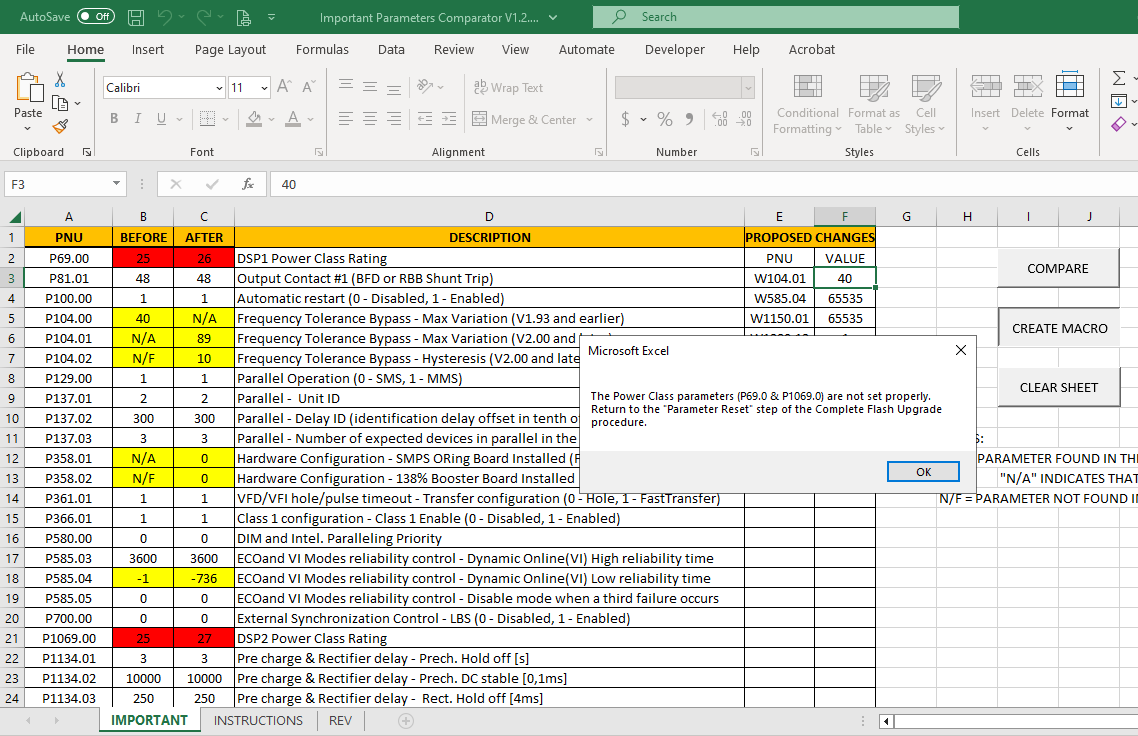 AutoSave Off Important Parameters Comparator V1.2.... Search
File Home Insert Page Layout Formulas Data Review View Automate Developer Help Acrobat
Calibri 11 ab Wrap Text
Paste Conditional Format as Cell Insert Delete Format
B I U A Merge & Center $ % Formatting Table Styles
Clipboard Font Alignment Number Styles Cells
F3 fx 40
A B C D E F G H I J
1 PNU BEFORE AFTER DESCRIPTION PROPOSED CHANGES
2 P69.00 25 26 DSP1 Power Class Rating PNU VALUE
COMPARE
3 P81.01 48 48 Output Contact #1 (BFD or RBB Shunt Trip) W104.01 40
4 P100.00 1 1 Automatic restart (0 - Disabled, 1 - Enabled) W585.04 65535
5 P104.00 40 N/A Frequency Tolerance Bypass - Max Variation (V1.93 and earlier) W1150.01 65535
CREATE MACRO
6 P104.01 N/A 89 Frequency Tolerance Bypass - Max Variation (V2.00 and
7 P104.02 N/F 10 Frequency Tolerance Bypass - Hysteresis (V2.00 and late
8 P129.00 1 1 Parallel Operation (0 - SMS, 1 - MMS)
CLEAR SHEET
9 P137.01 2 2 Parallel - Unit ID
10 P137.02 300 300 Parallel - Delay ID (identification delay offset in tenth o
11 P137.03 3 3 Parallel - Number of expected devices in parallel in the S:
12 P358.01 N/A 0 Hardware Configuration - SMPS ORing Board Installed (F PARAMETER FOUND IN TH
13 P358.02 N/F 0 Hardware Configuration - 138% Booster Board Installed "N/A" INDICATES THAT
14 P361.01 1 1 VFD/VFI hole/pulse timeout - Transfer configuration (0 - Hole, 1 - FastTransfer) N/F = PARAMETER NOT FOUND I
15 P366.01 1 1 Class 1 configuration - Class 1 Enable (0 - Disabled, 1 - Enabled)
16 P580.00 0 0 DIM and Intel. Paralleling Priority
17 P585.03 3600 3600 ECOand VI Modes reliability control - Dynamic Online(VI) High reliability time
18 P585.04 -1 -736 ECOand VI Modes reliability control - Dynamic Online(VI) Low reliability time
19 P585.05 0 0 ECOand VI Modes reliability control - Disable mode when a third failure occurs
20 P700.00 0 0 External Synchronization Control - LBS (0 - Disabled, 1 - Enabled)
21 P1069.00 25 27 DSP2 Power Class Rating
22 P1134.01 3 3 Pre charge & Rectifier delay - Prech. Hold off [s]
23 P1134.02 10000 10000 Pre charge & Rectifier delay - Prech. DC stable [0,1ms]
24 P1134.03 250 250 Pre charge & Rectifier delay - Rect. Hold off [4ms]
Microsoft Excel
The Power Class parameters (P69.0 & P1069.0) are not set properly.
Return to the "Parameter Reset" step of the Complete Flash Upgrade
procedure.
OK
IMPORTANT INSTRUCTIONS REV